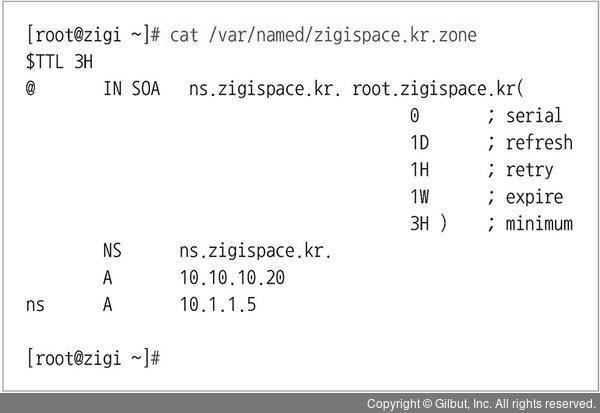 [root@zigi ~]# cat /var/named/zigispace.kr.zone
$TTL 3H
@ IN SOA ns.zigispace.kr. root.zigispace.kr(
0 ; serial
1D ; refresh
1H ; retry
1W ; expire
3H ) ; minimum
NS ns.zigispace.kr.
A 10.10.10.20
ns A 10.1.1.5
[root@zigi ~]#
Copyright © Gilbut, Inc. All rights reserved.